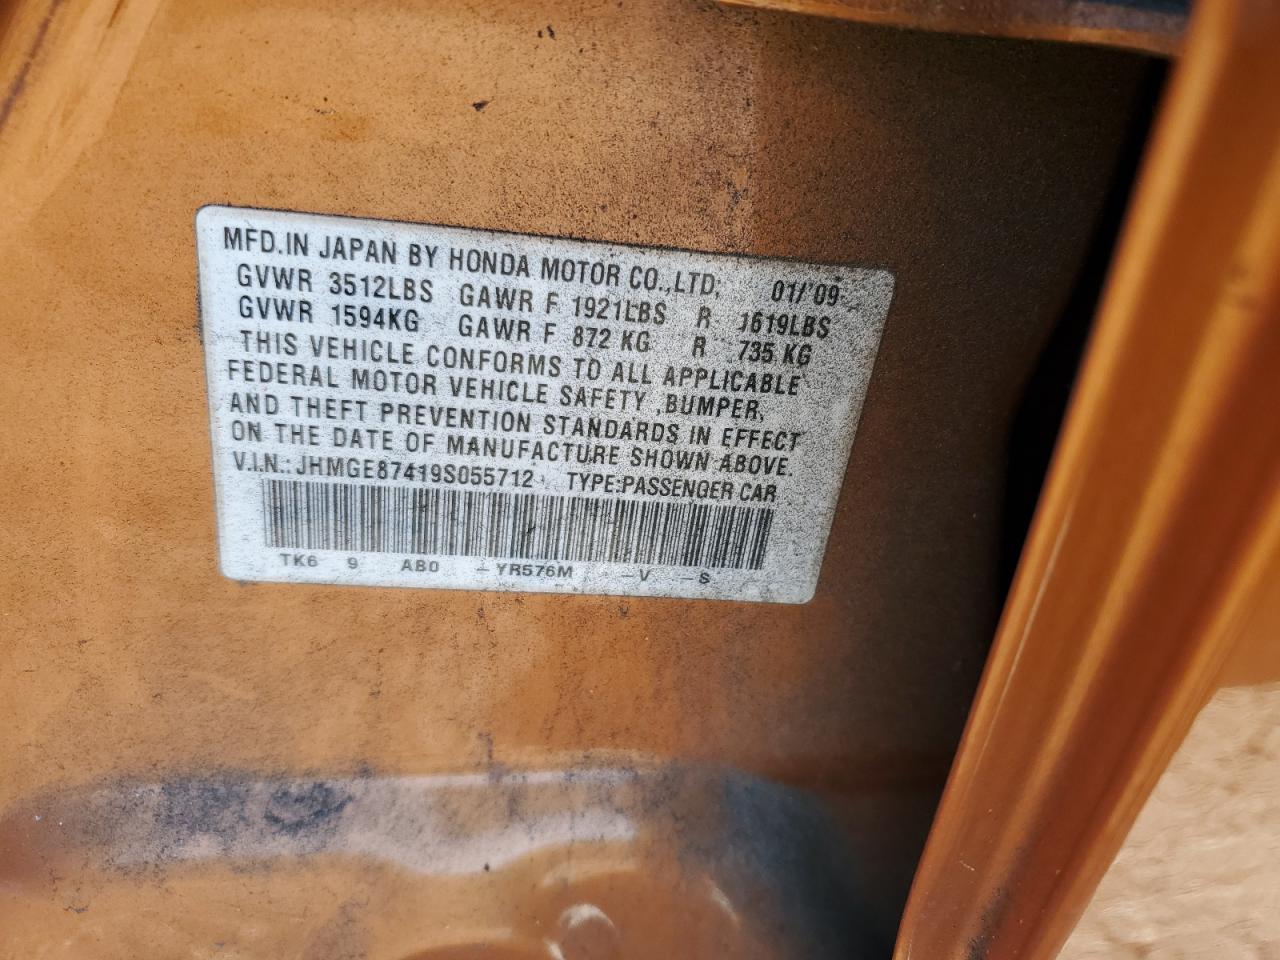 MFD.IN JAPAN BY HONDA MOTOR CO.,LTD. 01/'09
GVWR 3512LBS GAWR F 1921LBS R 1619LBS
GVWR 1594KG GAWR F 872 KG R 735 KG
THIS VEHICLE CONFORMS TO ALL APPLICABLE
FEDERAL MOTOR VEHICLE SAFETY ,BUMPER,
AND THEFT PREVENTION STANDARDS IN EFFECT
ON THE DATE OF MANUFACTURE SHOWN ABOVE.
V.I.N.: JHMGE87419S055712 TYPE:PASSENGER CAR
TK6 9 AB0 -YR576M -V -S